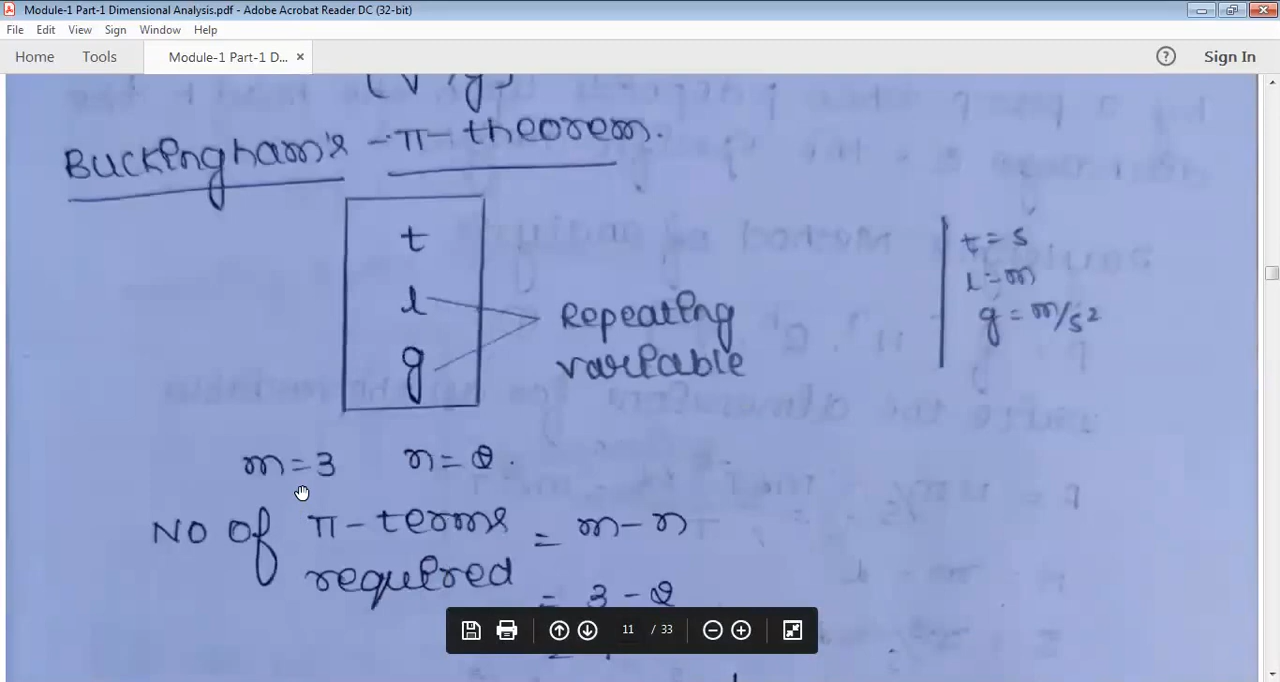 Module-1 Part-1 Dimensional Analysis.pdf - Adobe Acrobat Reader DC (32-bit)
File Edit View Sign Window Help
Home Tools Module-1 Part-1 D... × ? Sign In
Buckingham's - π - theorem.
t
l
g
Repeating
variable
t = s
l = m
g = m/s²
m = 3 n = 2.
No of π - terms = m - n
required
= 3 - 2
11 / 33